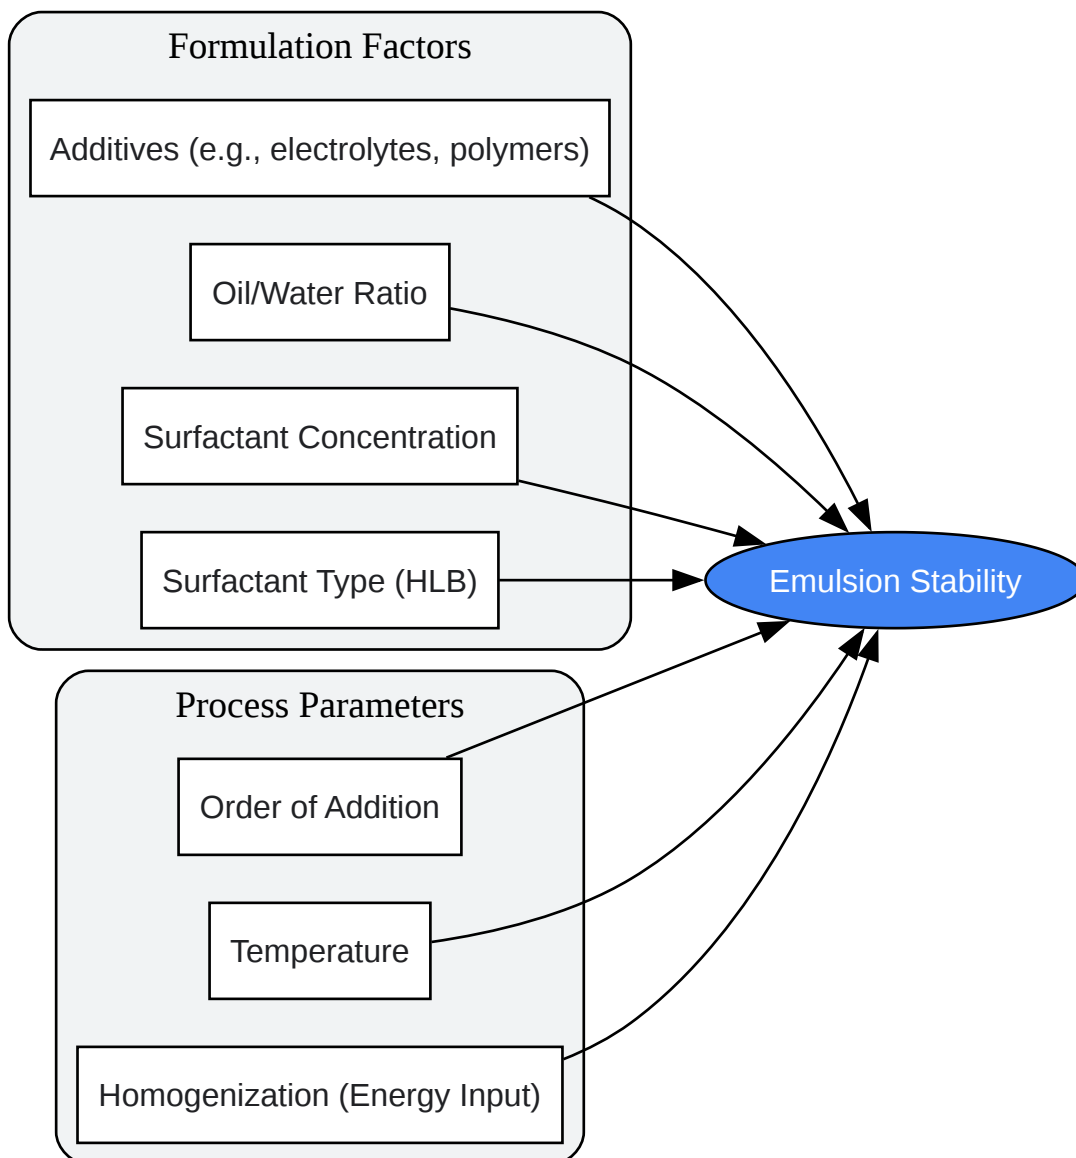 Formulation Factors
Additives (e.g., electrolytes, polymers)
Oil/Water Ratio
Surfactant Concentration
Surfactant Type (HLB)
Emulsion Stability
Process Parameters
Order of Addition
Temperature
Homogenization (Energy Input)